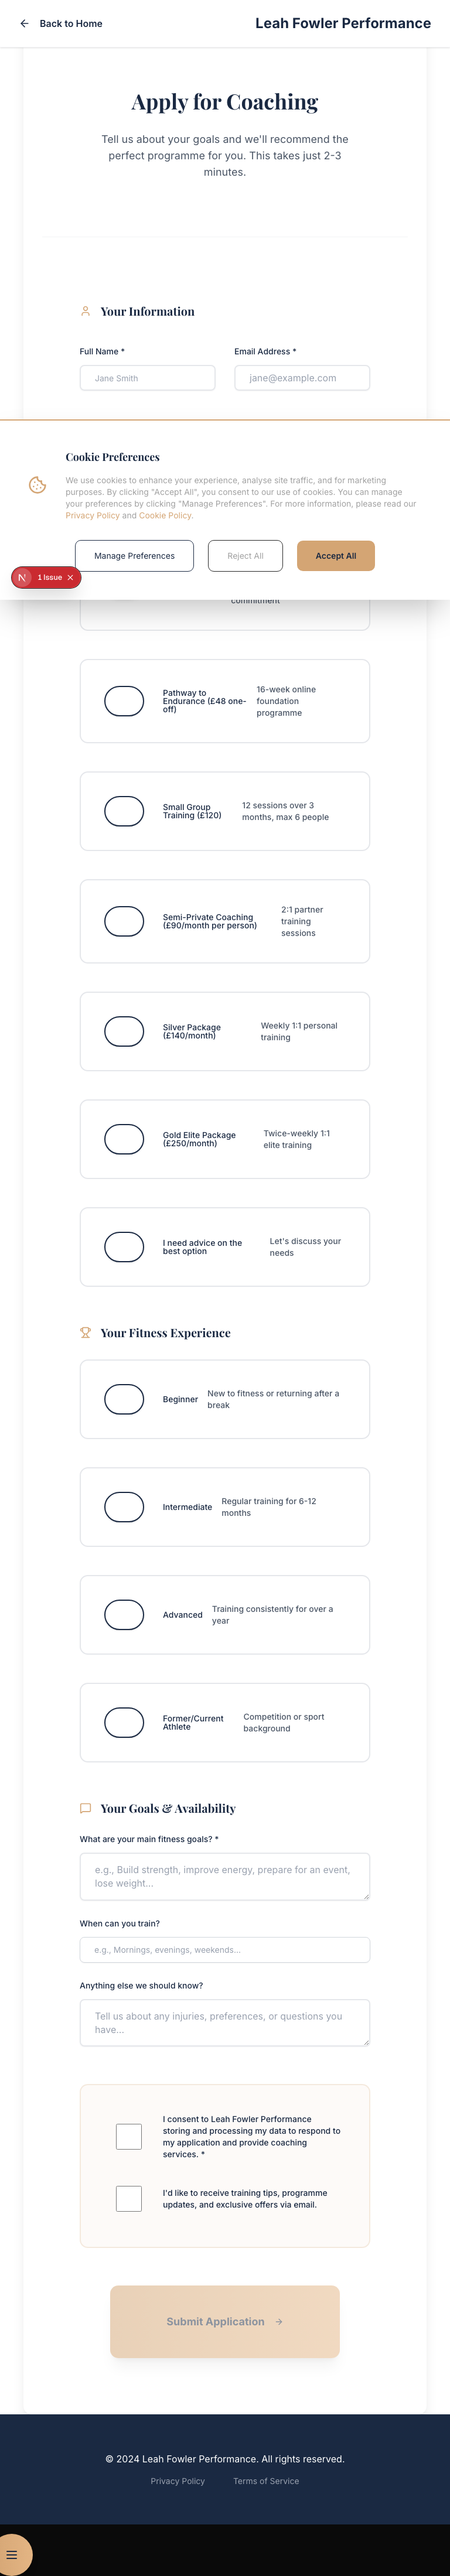 Back to Home
Leah Fowler Performance
Apply for Coaching
Tell us about your goals and we'll recommend the
perfect programme for you. This takes just 2-3
minutes.
Your Information
Full Name *
Email Address *
Jane Smith
jane@example.com
Cookie Preferences
We use cookies to enhance your experience, analyse site traffic, and for marketing
purposes. By clicking "Accept All", you consent to our use of cookies. You can manage
your preferences by clicking "Manage Preferences". For more information, please read our
Privacy Policy and Cookie Policy.
Manage Preferences
Reject All
Accept All
N 1 Issue
commitment
Pathway to
Endurance (£48 one-
off)
16-week online
foundation
programme
Small Group
Training (£120)
12 sessions over 3
months, max 6 people
Semi-Private Coaching
(£90/month per person)
2:1 partner
training
sessions
Silver Package
(£140/month)
Weekly 1:1 personal
training
Gold Elite Package
(£250/month)
Twice-weekly 1:1
elite training
I need advice on the
best option
Let's discuss your
needs
Your Fitness Experience
Beginner
New to fitness or returning after a
break
Intermediate
Regular training for 6-12
months
Advanced
Training consistently for over a
year
Former/Current
Athlete
Competition or sport
background
Your Goals & Availability
What are your main fitness goals? *
e.g., Build strength, improve energy, prepare for an event,
lose weight...
When can you train?
e.g., Mornings, evenings, weekends...
Anything else we should know?
Tell us about any injuries, preferences, or questions you
have...
I consent to Leah Fowler Performance
storing and processing my data to respond to
my application and provide coaching
services. *
I'd like to receive training tips, programme
updates, and exclusive offers via email.
Submit Application
© 2024 Leah Fowler Performance. All rights reserved.
Privacy Policy
Terms of Service